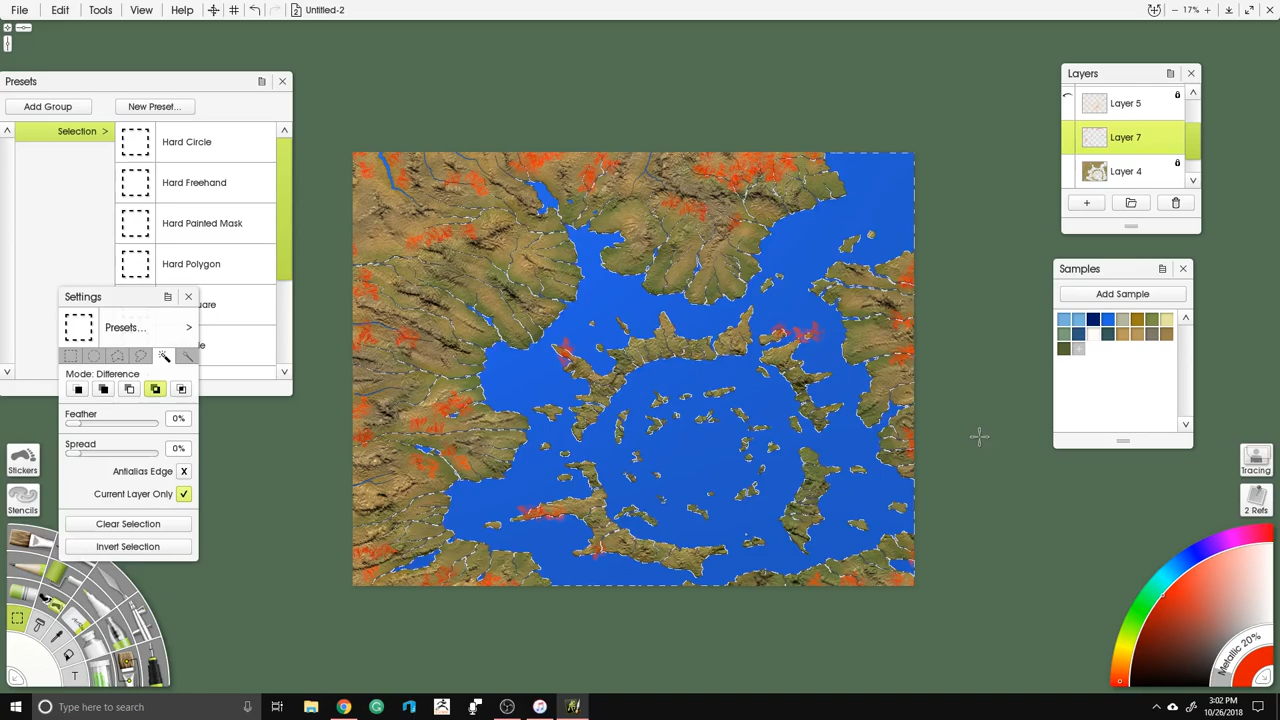 File
Edit
Tools
View
Help
2
Untitled-2
17%
Presets
Add Group
New Preset...
Selection >
Hard Circle
Hard Freehand
Hard Painted Mask
Hard Polygon
Settings
Presets...
>
Mode: Difference
Feather
0%
Spread
0%
Antialias Edge
X
Current Layer Only
Clear Selection
Invert Selection
Stickers
Stencils
T
Layers
Layer 5
Layer 7
Layer 4
Samples
Add Sample
Tracing
2 Refs
Metallic 20%
Type here to search
3:02 PM
10/26/2018